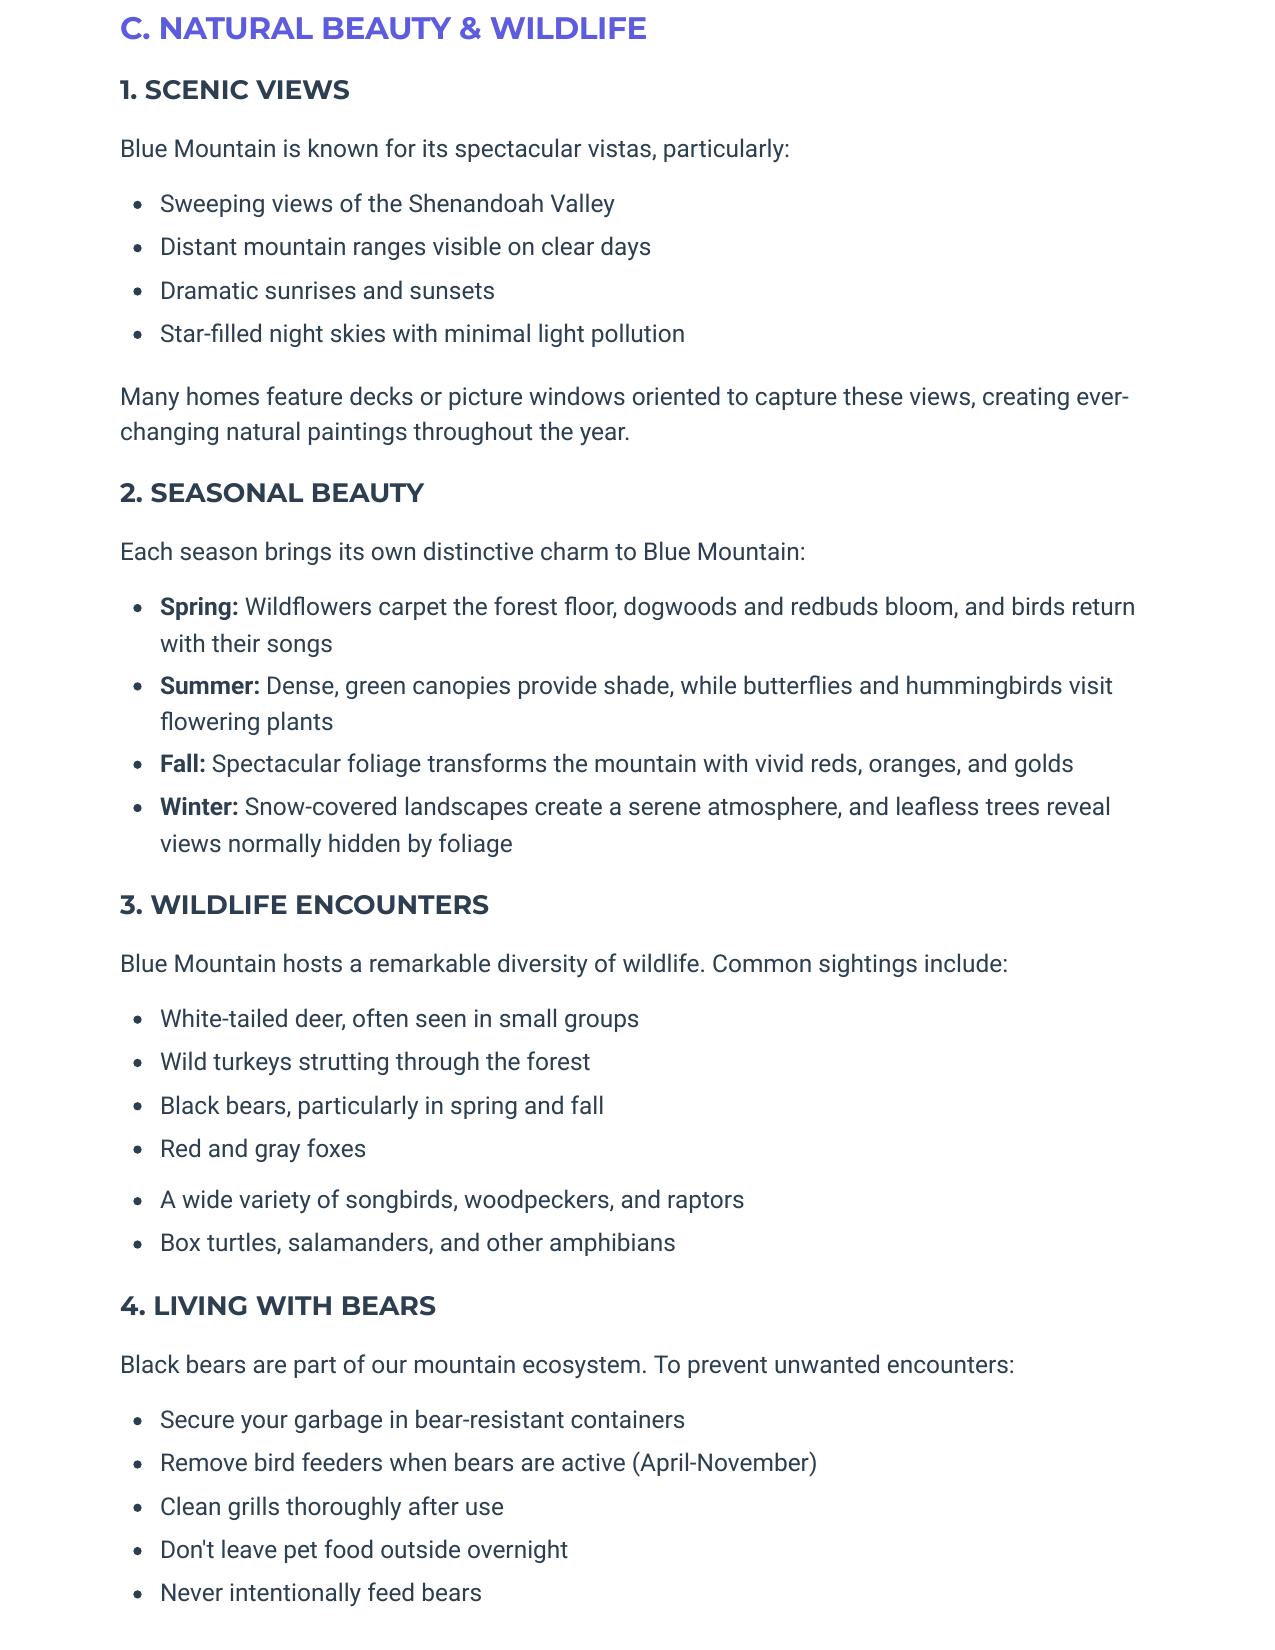 C. NATURAL BEAUTY & WILDLIFE
1. SCENIC VIEWS
Blue Mountain is known for its spectacular vistas, particularly:
• Sweeping views of the Shenandoah Valley
• Distant mountain ranges visible on clear days
• Dramatic sunrises and sunsets
• Star-filled night skies with minimal light pollution
Many homes feature decks or picture windows oriented to capture these views, creating ever-
changing natural paintings throughout the year.
2. SEASONAL BEAUTY
Each season brings its own distinctive charm to Blue Mountain:
• Spring: Wildflowers carpet the forest floor, dogwoods and redbuds bloom, and birds return
with their songs
• Summer: Dense, green canopies provide shade, while butterflies and hummingbirds visit
flowering plants
• Fall: Spectacular foliage transforms the mountain with vivid reds, oranges, and golds
• Winter: Snow-covered landscapes create a serene atmosphere, and leafless trees reveal
views normally hidden by foliage
3. WILDLIFE ENCOUNTERS
Blue Mountain hosts a remarkable diversity of wildlife. Common sightings include:
• White-tailed deer, often seen in small groups
• Wild turkeys strutting through the forest
• Black bears, particularly in spring and fall
• Red and gray foxes
• A wide variety of songbirds, woodpeckers, and raptors
• Box turtles, salamanders, and other amphibians
4. LIVING WITH BEARS
Black bears are part of our mountain ecosystem. To prevent unwanted encounters:
• Secure your garbage in bear-resistant containers
• Remove bird feeders when bears are active (April-November)
• Clean grills thoroughly after use
• Don't leave pet food outside overnight
• Never intentionally feed bears